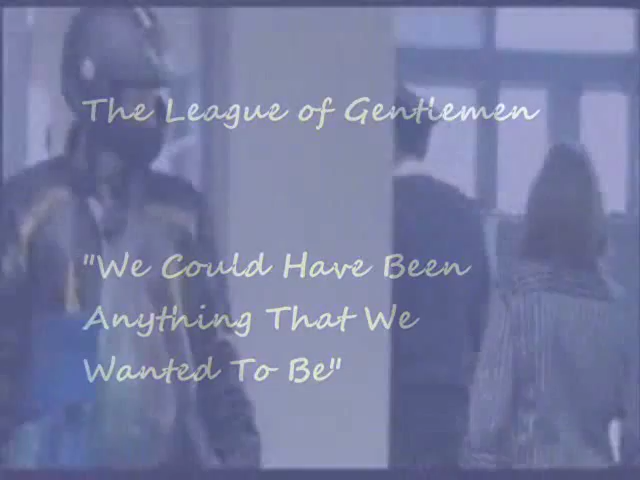 The League of Gentlemen
"We Could Have Been
Anything That We
Wanted To Be"